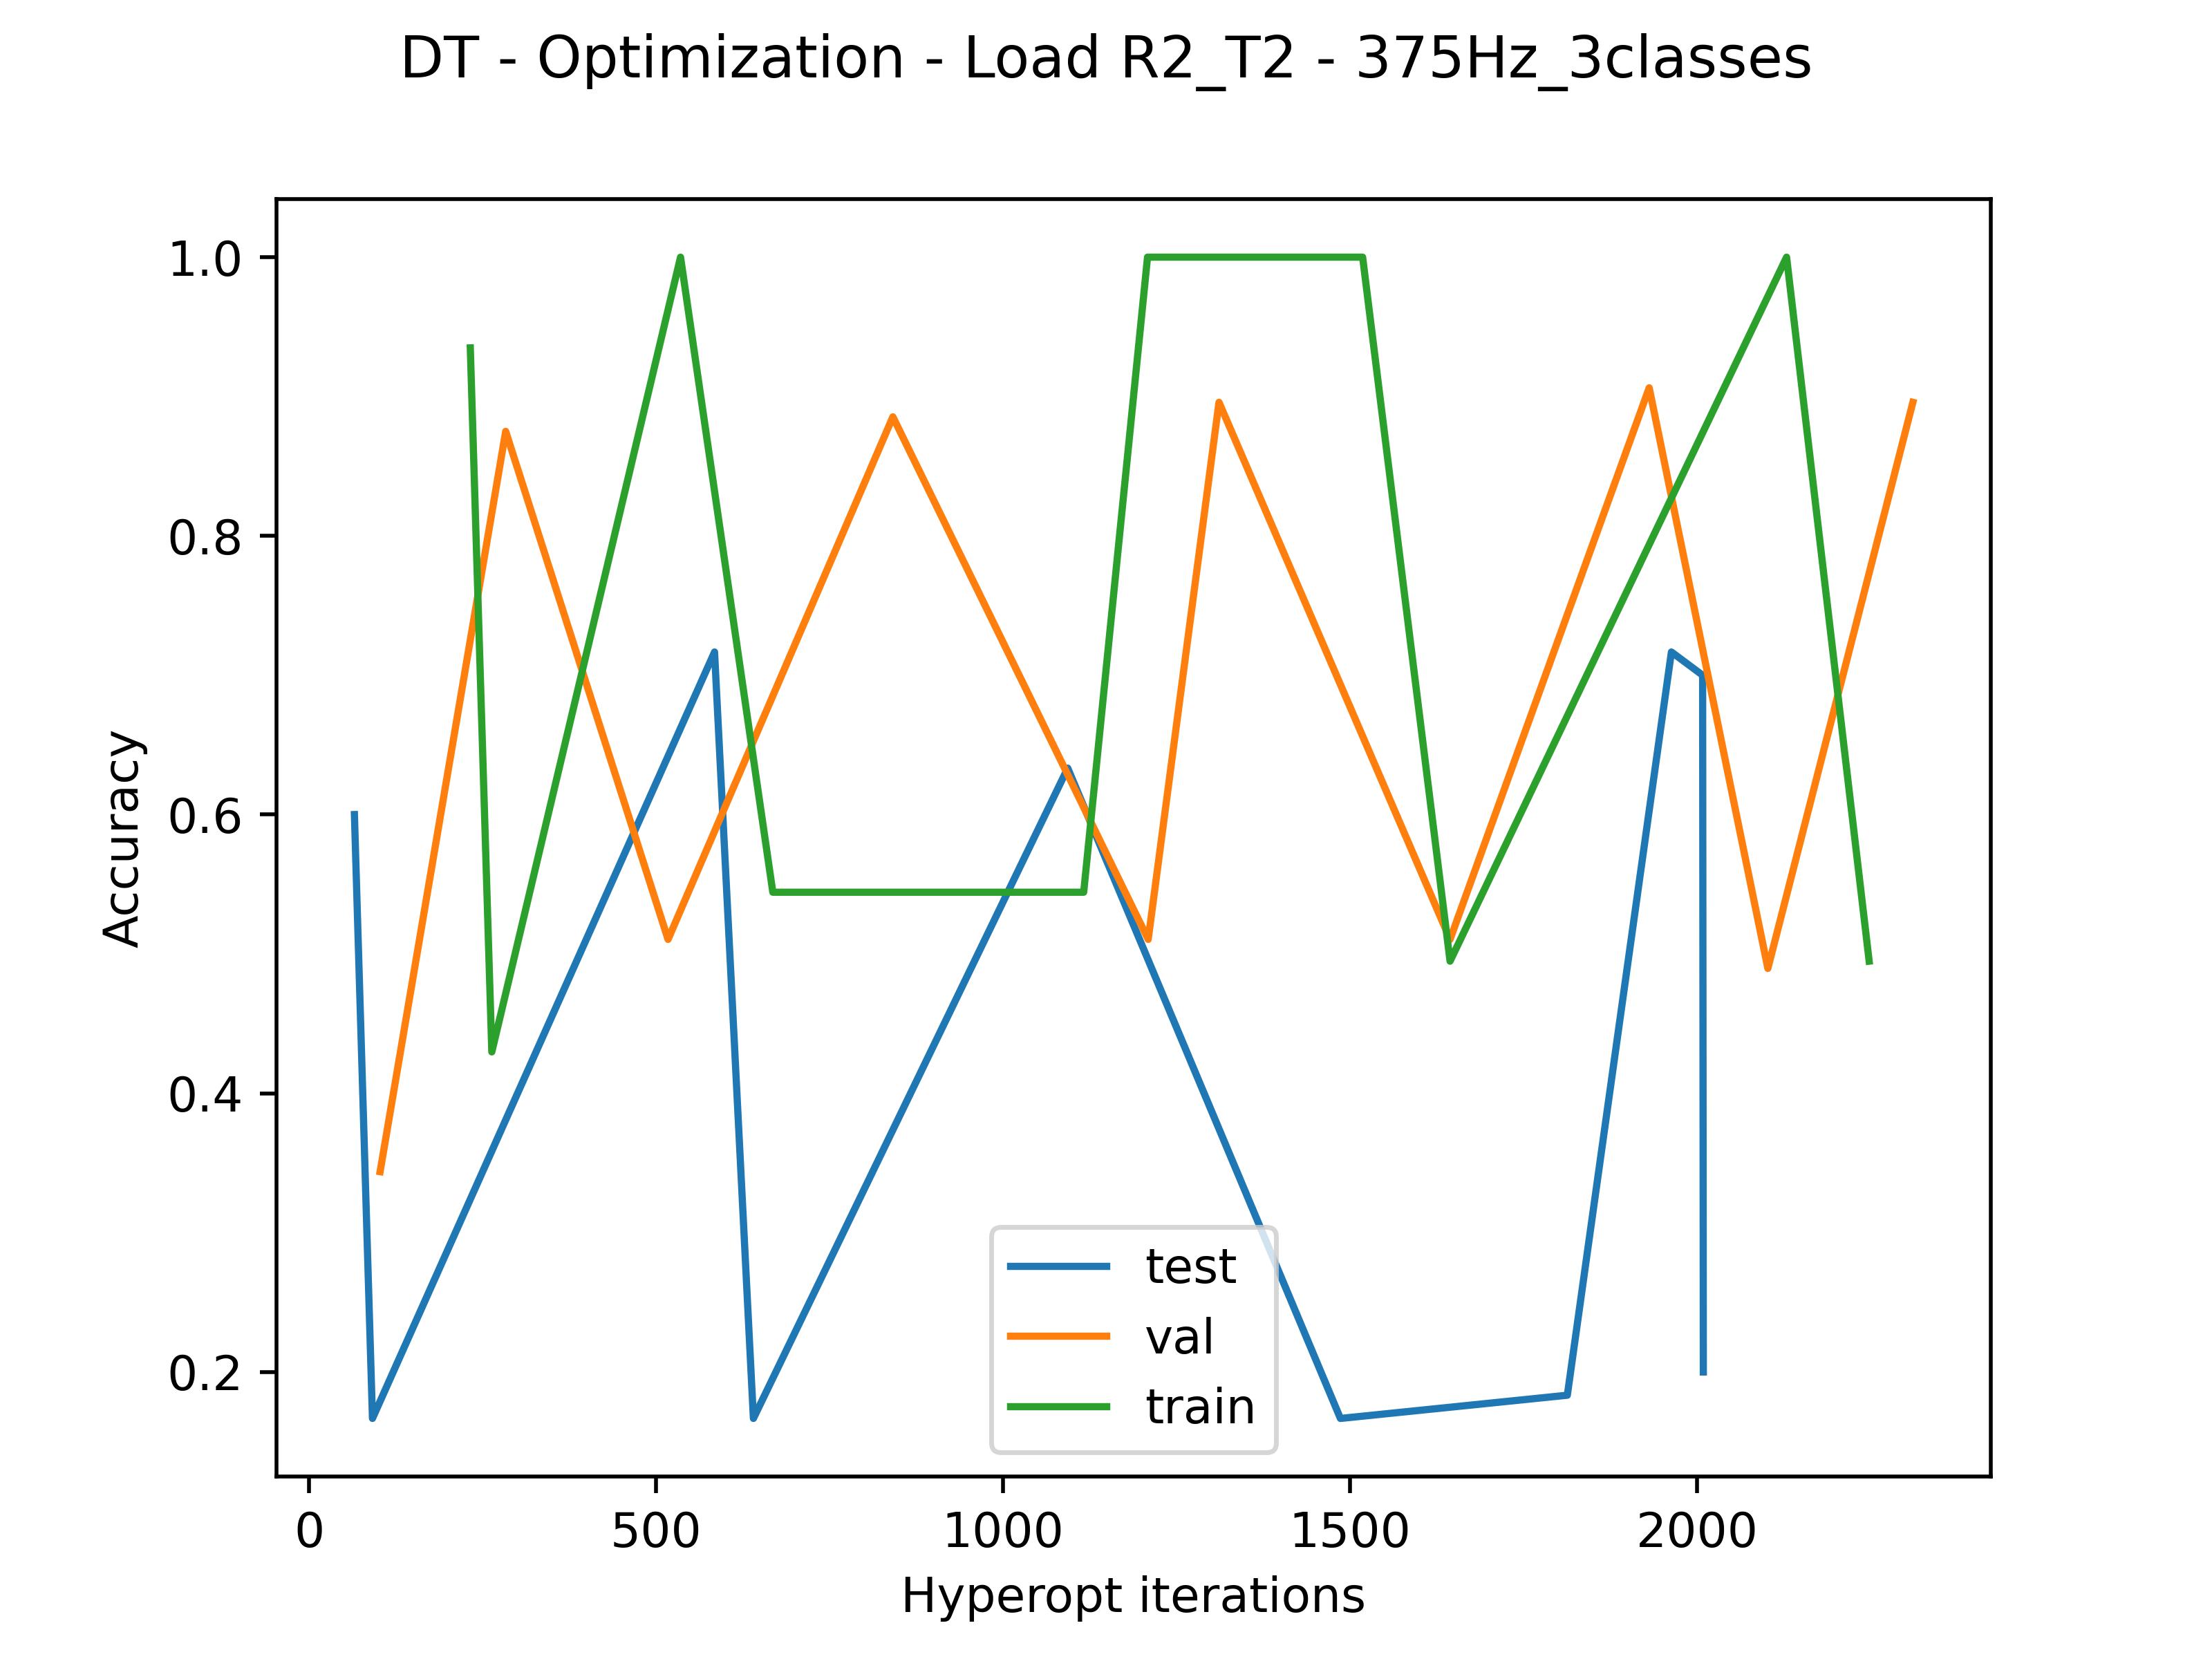 DT - Optimization - Load R2_T2 - 375Hz_3classes
1.0
0.8
0.6
0.4
0.2
Accuracy
test
val
train
0 500 1000 1500 2000
Hyperopt iterations